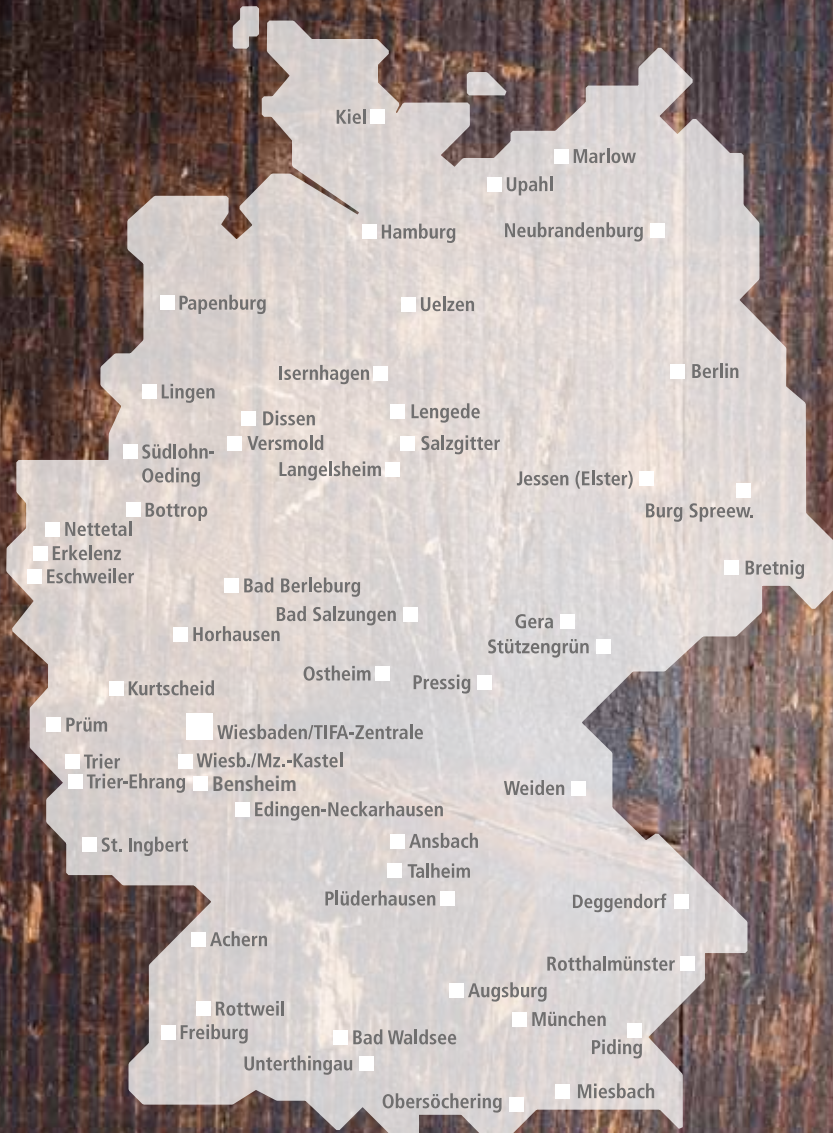 Kiel
Marlow
Upahl
Hamburg
Neubrandenburg
Papenburg
Uelzen
Isernhagen
Berlin
Lingen
Lengede
Dissen
Versmold
Salzgitter
Südlohn-
Oeding
Langelsheim
Jessen (Elster)
Burg Spreew.
Bottrop
Nettetal
Erkelenz
Eschweiler
Bretnig
Bad Berleburg
Bad Salzungen
Gera
Horhausen
Stützengrün
Ostheim
Pressig
Kurtscheid
Prüm
Wiesbaden/TIFA-Zentrale
Trier
Wiesb./Mz.-Kastel
Trier-Ehrang
Bensheim
Weiden
Edingen-Neckarhausen
St. Ingbert
Ansbach
Talheim
Plüderhausen
Deggendorf
Achern
Rotthalmünster
Augsburg
Rottweil
München
Freiburg
Bad Waldsee
Piding
Unterthingau
Miesbach
Obersöchering